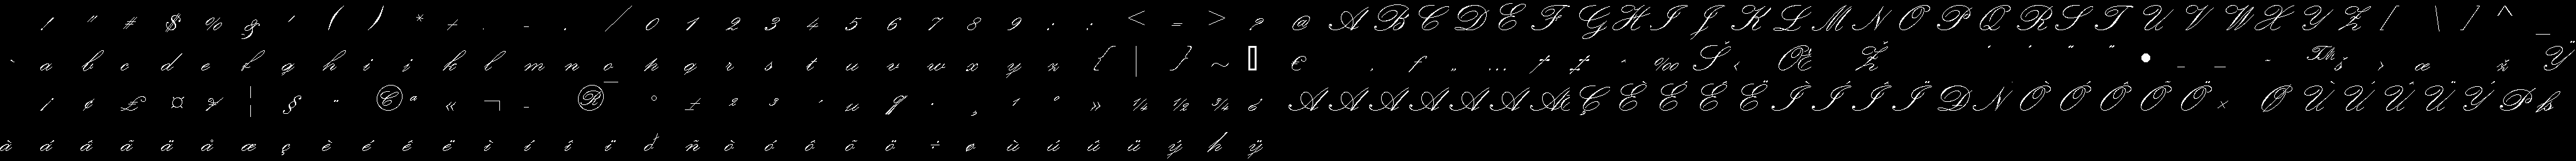 ! " # $ % & ' ( ) * + , - . / 0 1 2 3 4 5 6 7 8 9 : ; < = > ? @ A B C D E F G H I J K L M N O P Q R S T U V W X Y Z [ \ ] ^ _
` a b c d e f g h i j k l m n o p q r s t u v w x y z { | } ~ € ‚ ƒ „ … † ‡ ˆ ‰ Š ‹ Œ Ž ‘ ’ “ ” • – — ˜ ™ š › œ ž Ÿ
¡ ¢ £ ¤ ¥ ¦ § ¨ © ª « ¬ - ® ¯ ° ± ² ³ ´ µ ¶ · ¸ ¹ º » ¼ ½ ¾ ¿ À Á Â Ã Ä Å Æ Ç È É Ê Ë Ì Í Î Ï Ð Ñ Ò Ó Ô Õ Ö × Ø Ù Ú Û Ü Ý Þ ß
à á â ã ä å æ ç è é ê ë ì í î ï ð ñ ò ó ô õ ö ÷ ø ù ú û ü ý þ ÿ